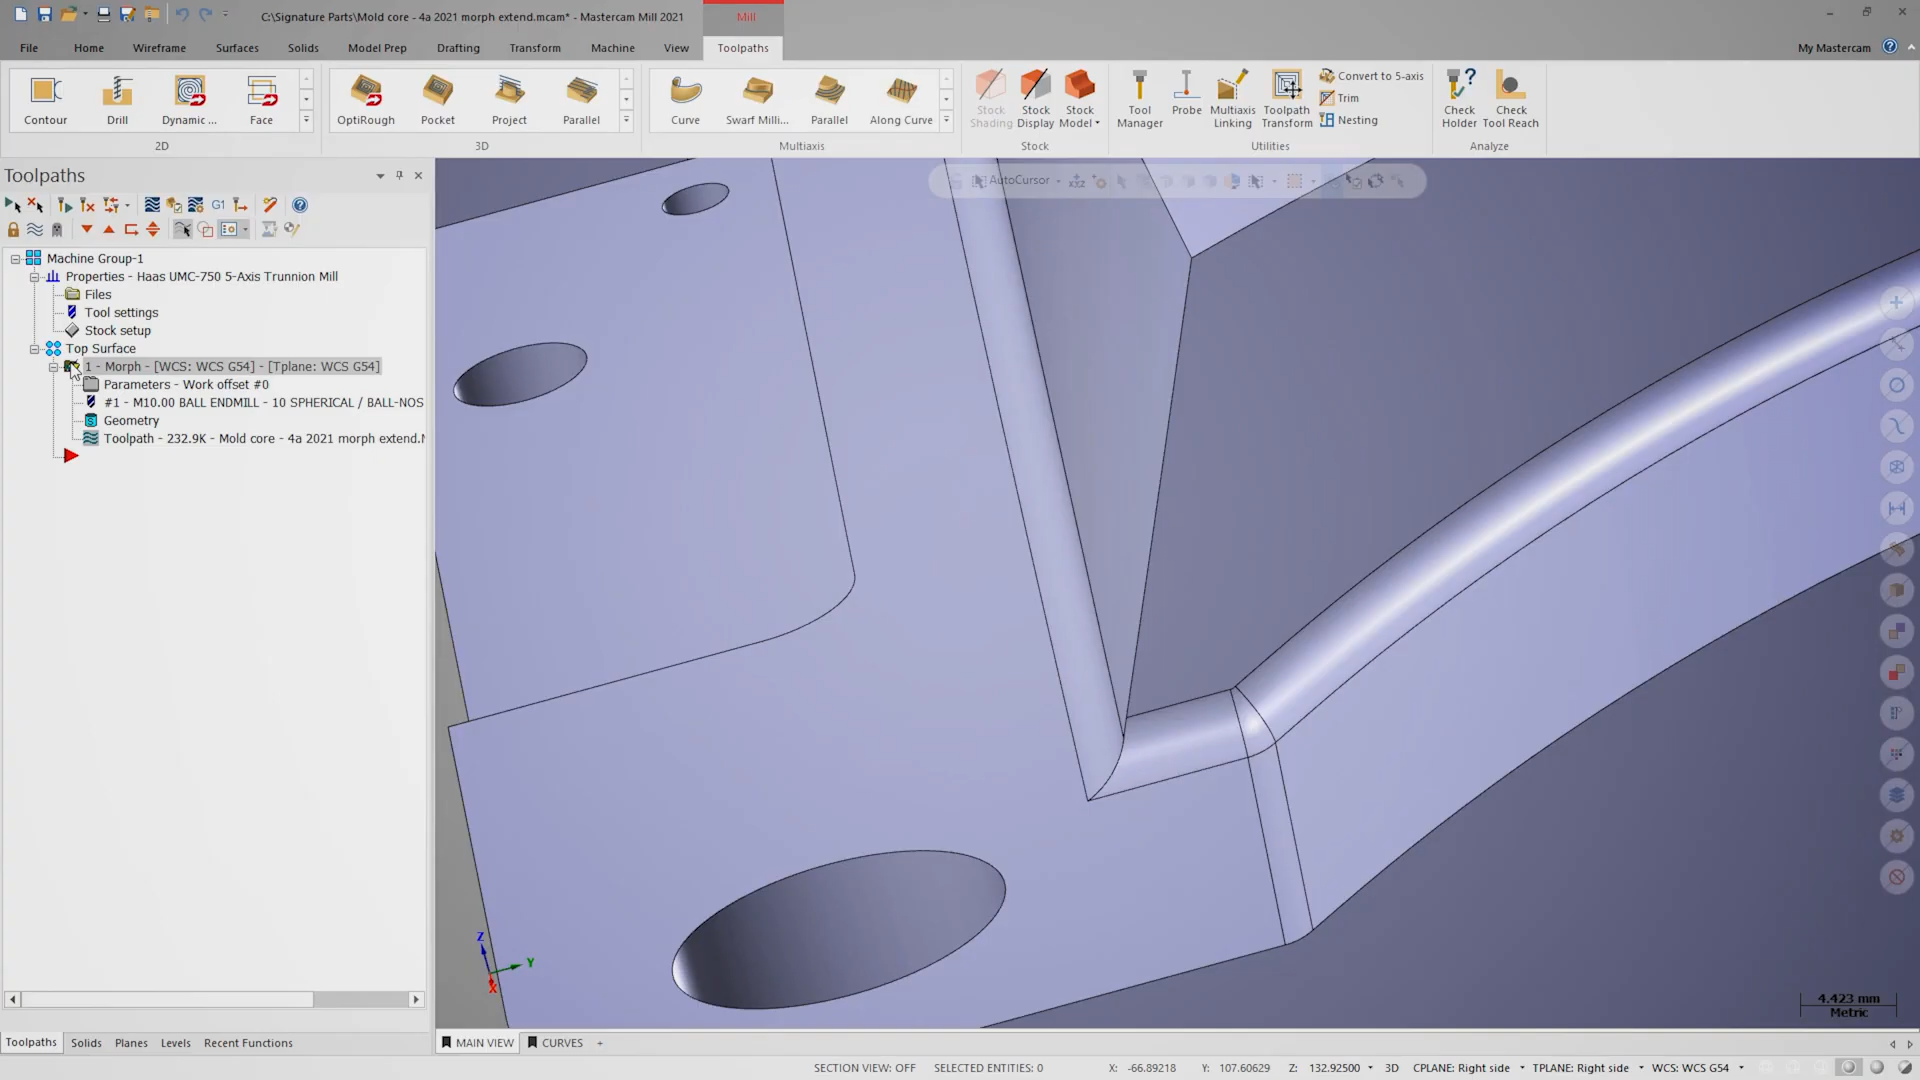 C:\Signature Parts\Mold core - 4a 2021 morph extend.mcam* - Mastercam Mill 2021
Mill
File
Home
Wireframe
Surfaces
Solids
Model Prep
Drafting
Transform
Machine
View
Toolpaths
My Mastercam
Contour
Drill
Dynamic ...
Face
2D
OptiRough
Pocket
Project
Parallel
3D
Curve
Swarf Milli...
Parallel
Along Curve
Multiaxis
Stock Shading
Stock Display
Stock Model
Stock
Tool Manager
Probe
Multiaxis Linking
Toolpath Transform
Convert to 5-axis
Trim
Nesting
Utilities
Check Holder
Check Tool Reach
Analyze
Toolpaths
G1
AutoCursor
xyz
Machine Group-1
Properties - Haas UMC-750 5-Axis Trunnion Mill
Files
Tool settings
Stock setup
Top Surface
1 - Morph - [WCS: WCS G54] - [Tplane: WCS G54]
Parameters - Work offset #0
#1 - M10.00 BALL ENDMILL - 10 SPHERICAL / BALL-NOS
Geometry
Toolpath - 232.9K - Mold core - 4a 2021 morph extend.
Z
Y
X
4.423 mm
Metric
Toolpaths
Solids
Planes
Levels
Recent Functions
MAIN VIEW
CURVES
+
SECTION VIEW: OFF
SELECTED ENTITIES: 0
X: -66.89218
Y: 107.60629
Z: 132.92500
3D
CPLANE: Right side
TPLANE: Right side
WCS: WCS G54